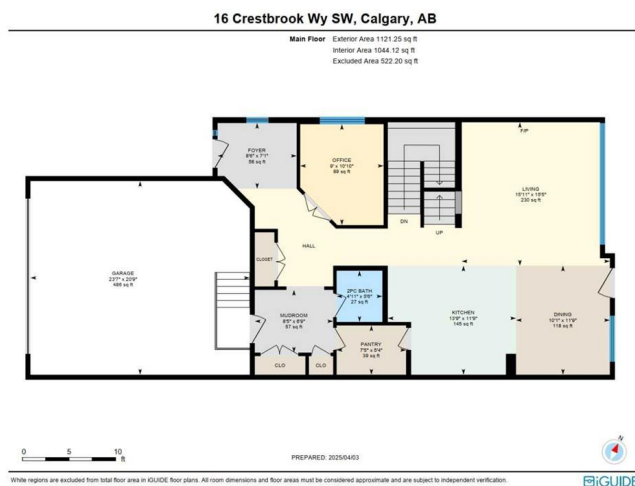 16 Crestbrook Wy SW, Calgary, AB
Main Floor Exterior Area 1121.25 sq ft
Interior Area 1044.12 sq ft
Excluded Area 522.20 sq ft
FOYER
8'8" x 7'1"
56 sq ft
OFFICE
9' x 10'10"
89 sq ft
F/P
LIVING
15'11" x 15'5"
230 sq ft
DN
UP
HALL
CLOSET
GARAGE
23'7" x 20'9"
466 sq ft
2PC BATH
4'11" x 5'6"
27 sq ft
MUDROOM
8'5" x 6'9"
57 sq ft
KITCHEN
13'9" x 11'9"
145 sq ft
DINING
10'1" x 11'9"
118 sq ft
PANTRY
7'5" x 5'4"
39 sq ft
CLO
CLO
0 5 10
ft
PREPARED: 2025/04/03
N
White regions are excluded from total floor area in iGUIDE floor plans. All room dimensions and floor areas must be considered approximate and are subject to independent verification.
iGUIDE